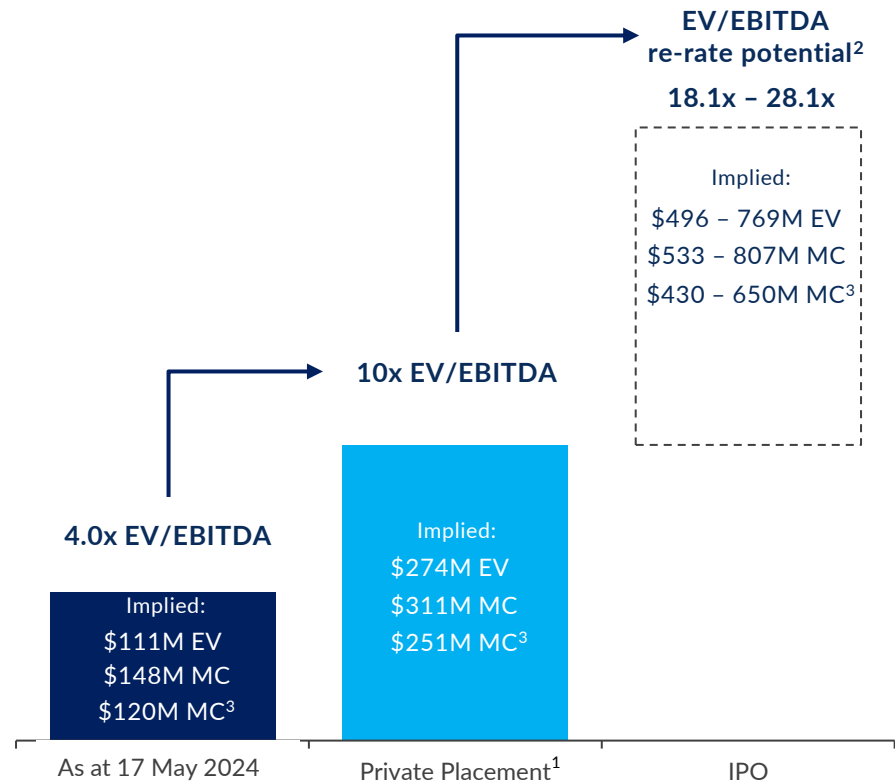 EV/EBITDA
re-rate potential²
18.1x – 28.1x
Implied:
$496 – 769M EV
$533 – 807M MC
$430 – 650M MC³
10x EV/EBITDA
Implied:
$274M EV
$311M MC
$251M MC³
4.0x EV/EBITDA
Implied:
$111M EV
$148M MC
$120M MC³
As at 17 May 2024
Private Placement¹
IPO